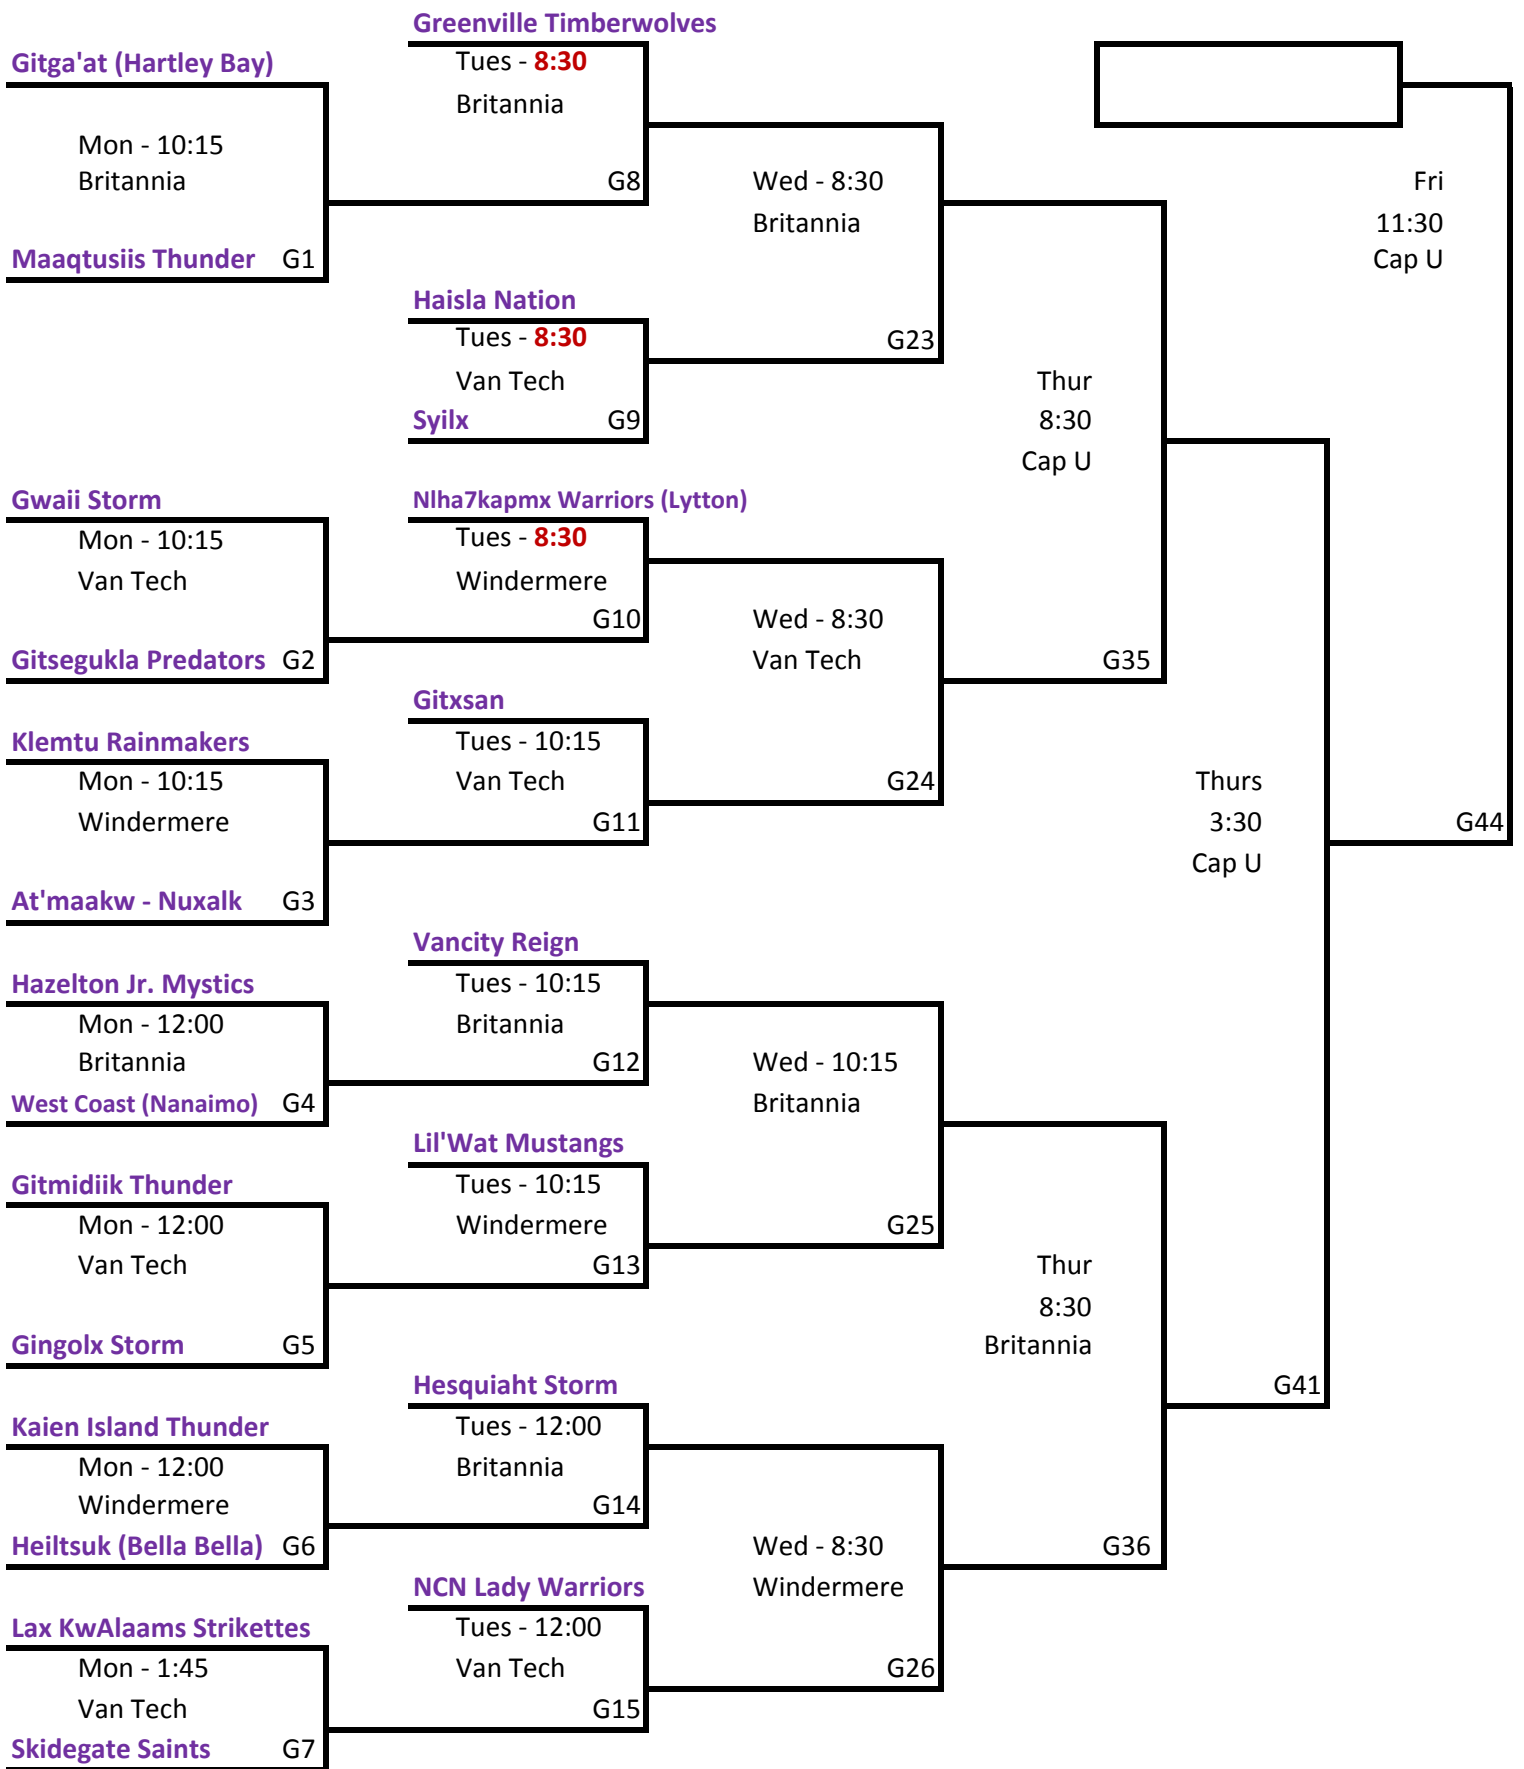 Greenville Timberwolves
Gitga'at (Hartley Bay)
Tues - 8:30
Britannia
Mon - 10:15
Britannia
G8
Wed - 8:30
Britannia
Fri
11:30
Cap U
Maaqtusiis Thunder G1
Haisla Nation
Tues - 8:30
G23
Van Tech
Thur
8:30
Cap U
Syilx G9
Gwaii Storm
Nlha7kapmx Warriors (Lytton)
Mon - 10:15
Van Tech
Tues - 8:30
Windermere
G10
Wed - 8:30
Van Tech
G35
Gitsegukla Predators G2
Gitxsan
Klemtu Rainmakers
Tues - 10:15
Van Tech
Mon - 10:15
Windermere
G24
Thurs
3:30
Cap U
G11
G44
At'maakw - Nuxalk G3
Vancity Reign
Hazelton Jr. Mystics
Tues - 10:15
Britannia
Mon - 12:00
Britannia
G12
Wed - 10:15
Britannia
West Coast (Nanaimo) G4
Lil'Wat Mustangs
Gitmidiik Thunder
Tues - 10:15
Windermere
Mon - 12:00
Van Tech
G25
G13
Thur
8:30
Britannia
Gingolx Storm G5
Hesquiaht Storm
G41
Kaien Island Thunder
Tues - 12:00
Britannia
Mon - 12:00
Windermere
G14
Heiltsuk (Bella Bella) G6
Wed - 8:30
Windermere
G36
NCN Lady Warriors
Lax KwAlaams Strikettes
Tues - 12:00
Van Tech
Mon - 1:45
Van Tech
G26
G15
Skidegate Saints G7